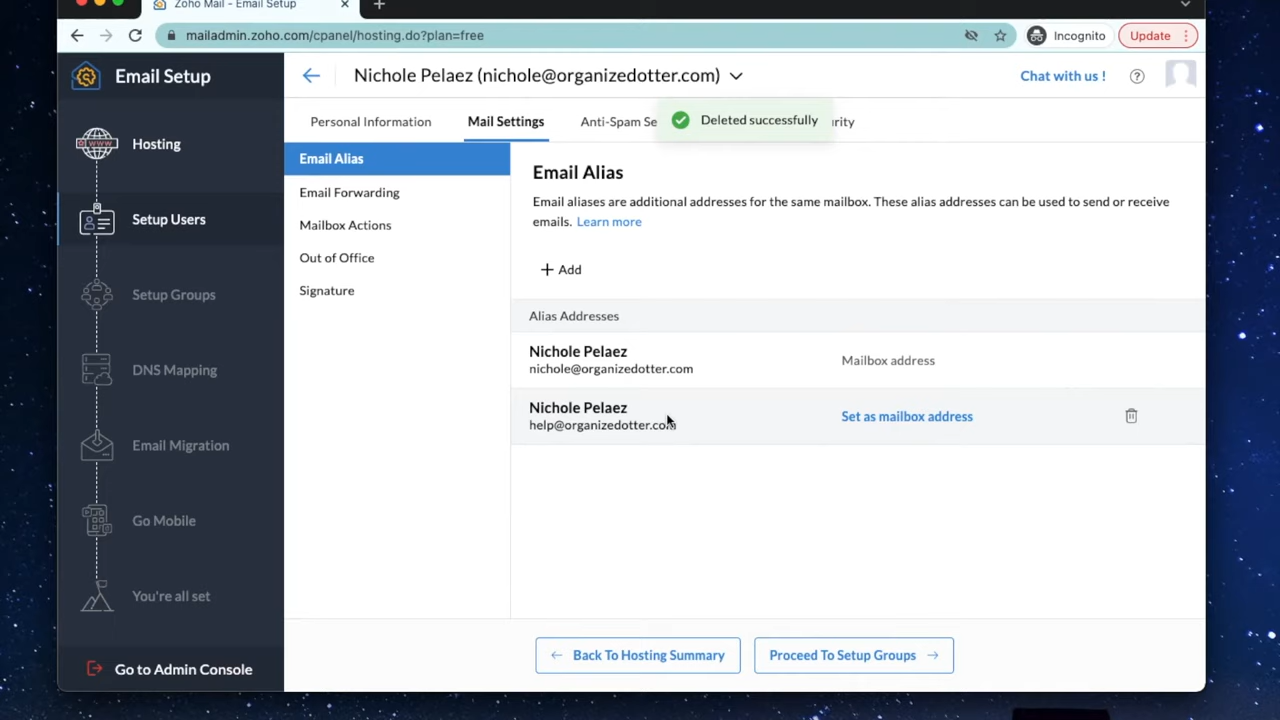 Zoho Mail - Email Setup
mailadmin.zoho.com/cpanel/hosting.do?plan=free
Incognito
Update
Email Setup
Nichole Pelaez (nichole@organizedotter.com)
Chat with us !
Hosting
Setup Users
Setup Groups
DNS Mapping
Email Migration
Go Mobile
You're all set
Go to Admin Console
Personal Information
Mail Settings
Anti-Spam Se
Deleted successfully
urity
Email Alias
Email Forwarding
Mailbox Actions
Out of Office
Signature
Email Alias
Email aliases are additional addresses for the same mailbox. These alias addresses can be used to send or receive
emails. Learn more
+ Add
Alias Addresses
Nichole Pelaez
nichole@organizedotter.com
Mailbox address
Nichole Pelaez
help@organizedotter.com
Set as mailbox address
Back To Hosting Summary
Proceed To Setup Groups